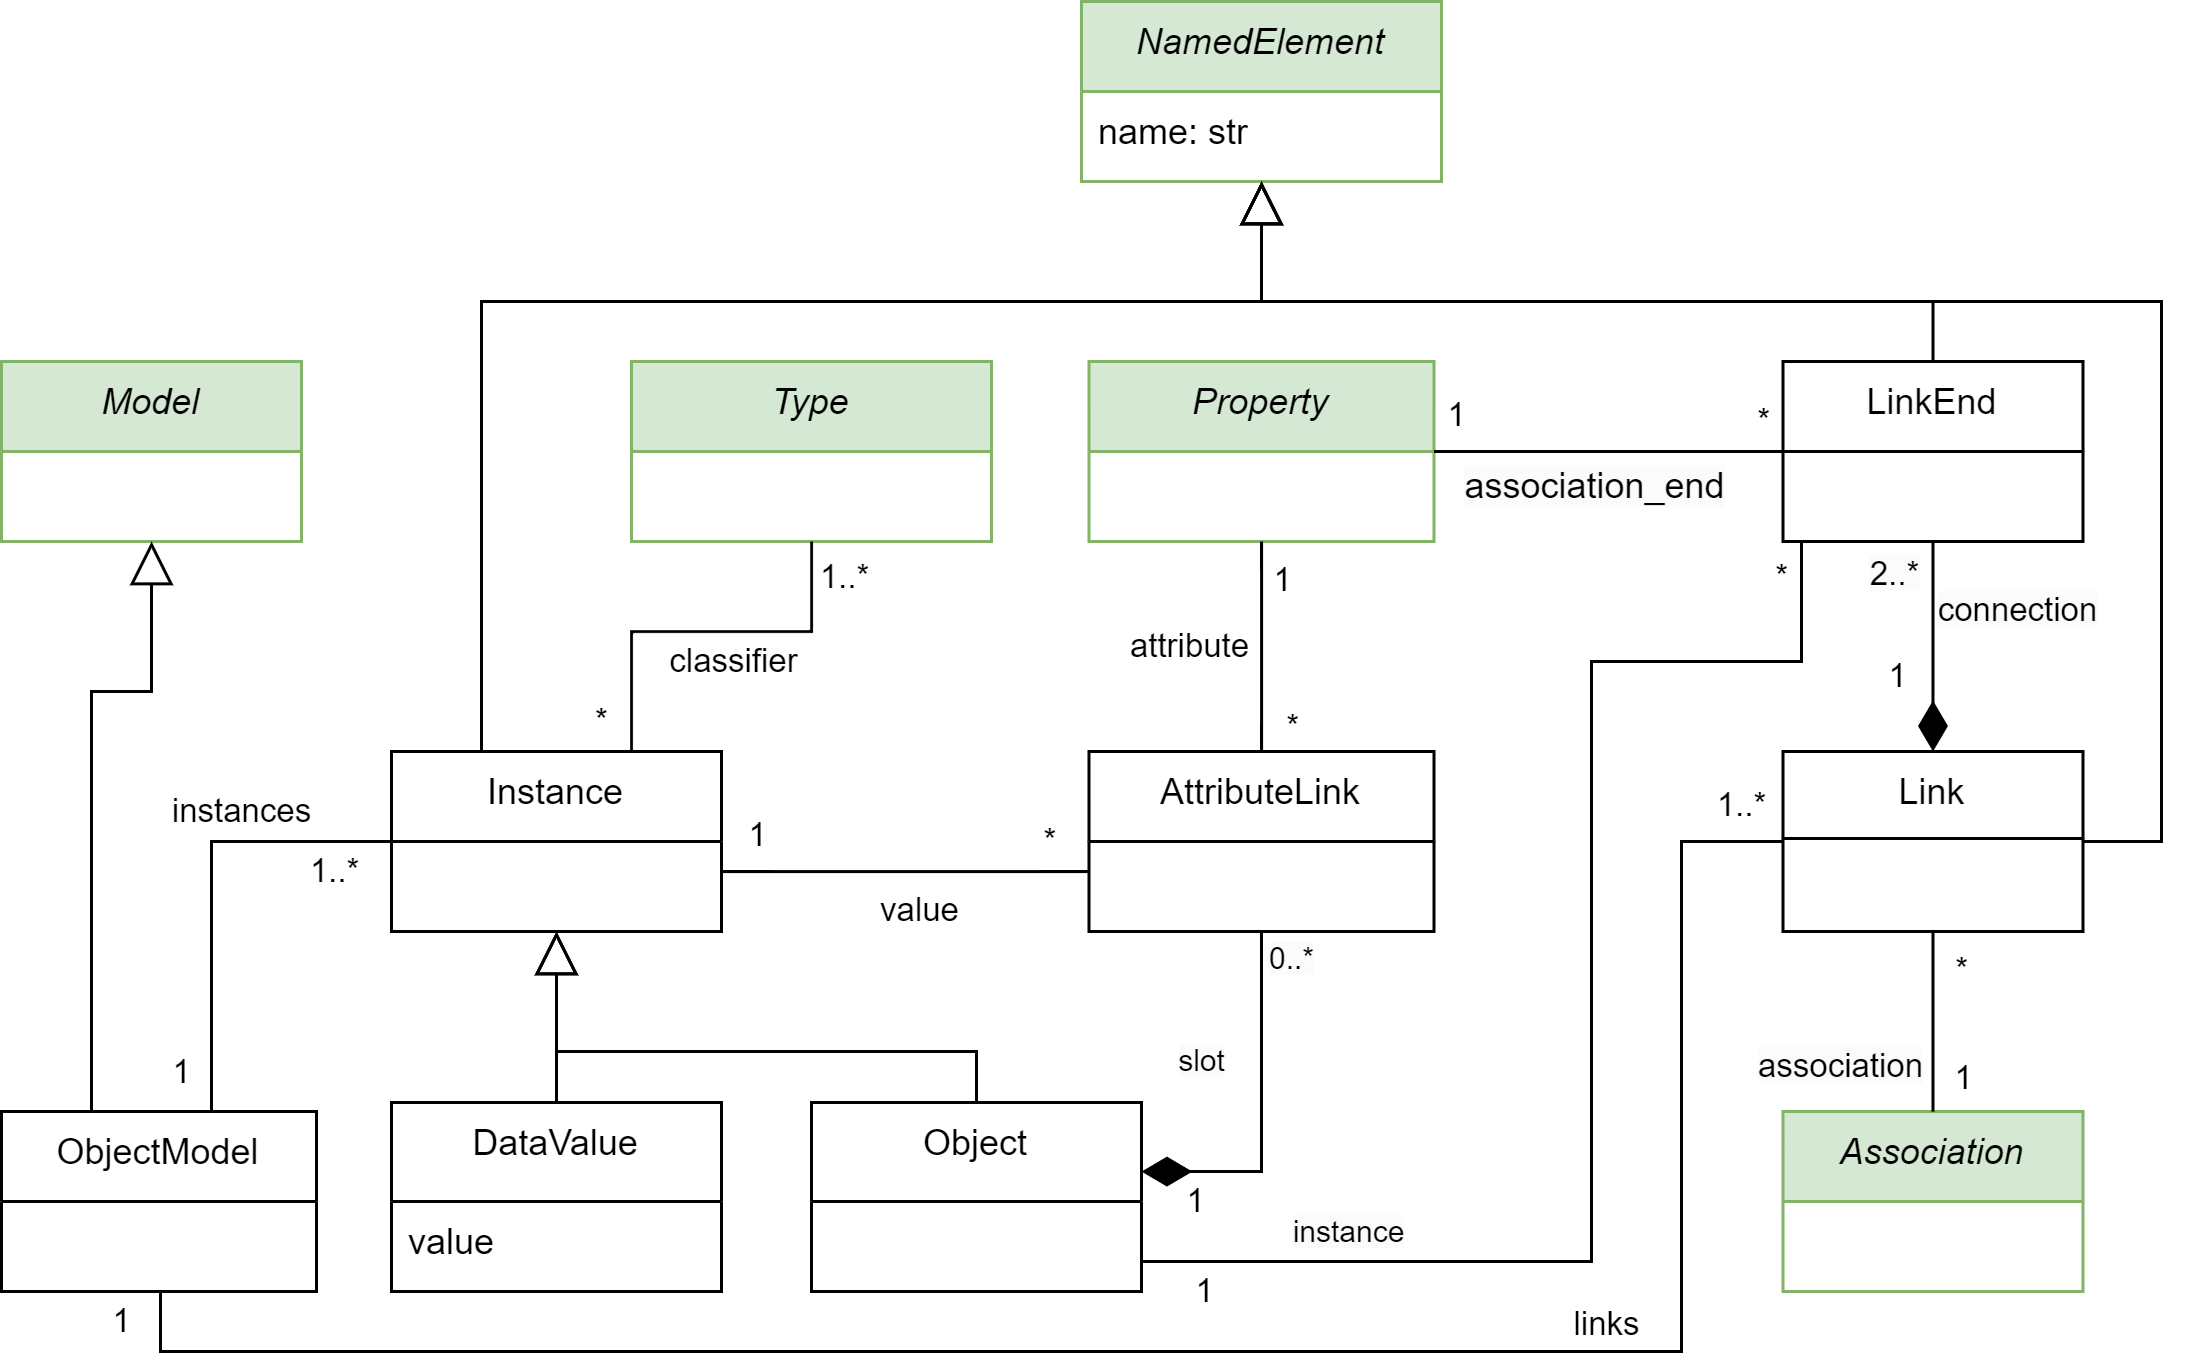 NamedElement
name: str
Model
Type
Property
1
*
LinkEnd
association_end
1..*
1
*
2..*
connection
classifier
attribute
1
*
*
Instance
AttributeLink
Link
instances
1..*
1
*
1..*
value
0..*
*
slot
association
1
1
ObjectModel
DataValue
Object
Association
1
value
instance
1
1
links